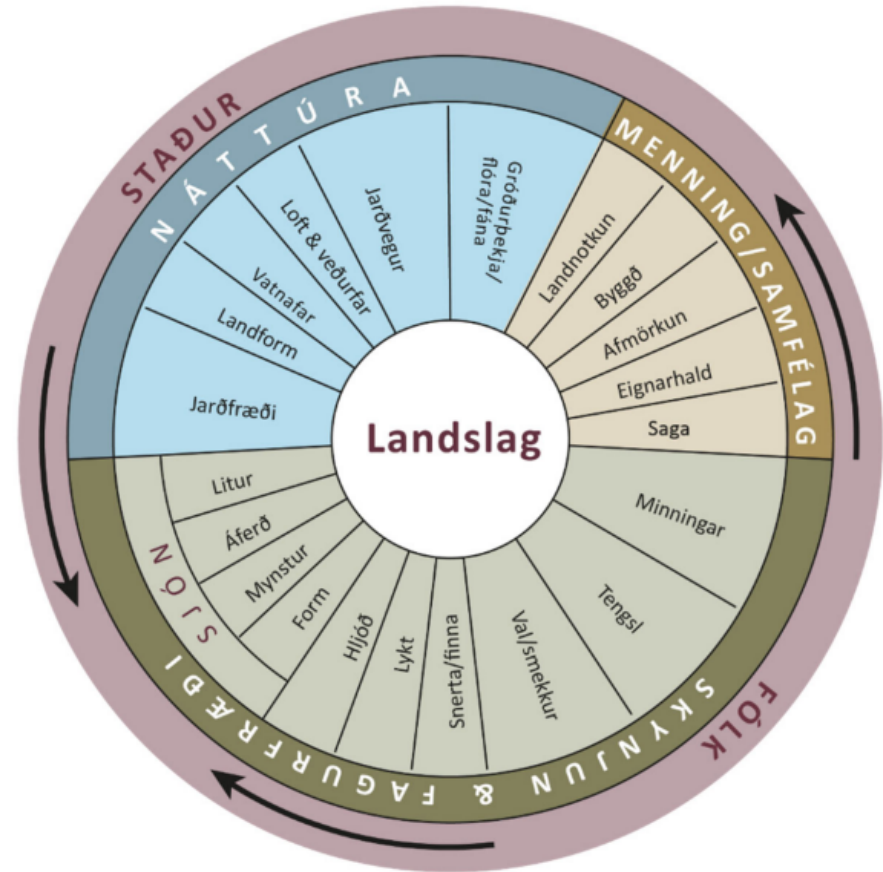 STAÐUR
NÁTTÚRA
Jarðfræði
Landform
Vatnafar
Loft & veðurfar
Jarðvegur
Gróðurþekja/
flóra/fána
MENNING/SAMFÉLAG
Landnotkun
Byggð
Afmörkun
Eignarhald
Saga
Landslag
FÓLK
SKYNJUN & FAGURFRÆÐI
Minningar
Tengsl
Val/smekkur
Snerta/finna
Lykt
Hljóð
SJÓN
Form
Mynstur
Áferð
Litur